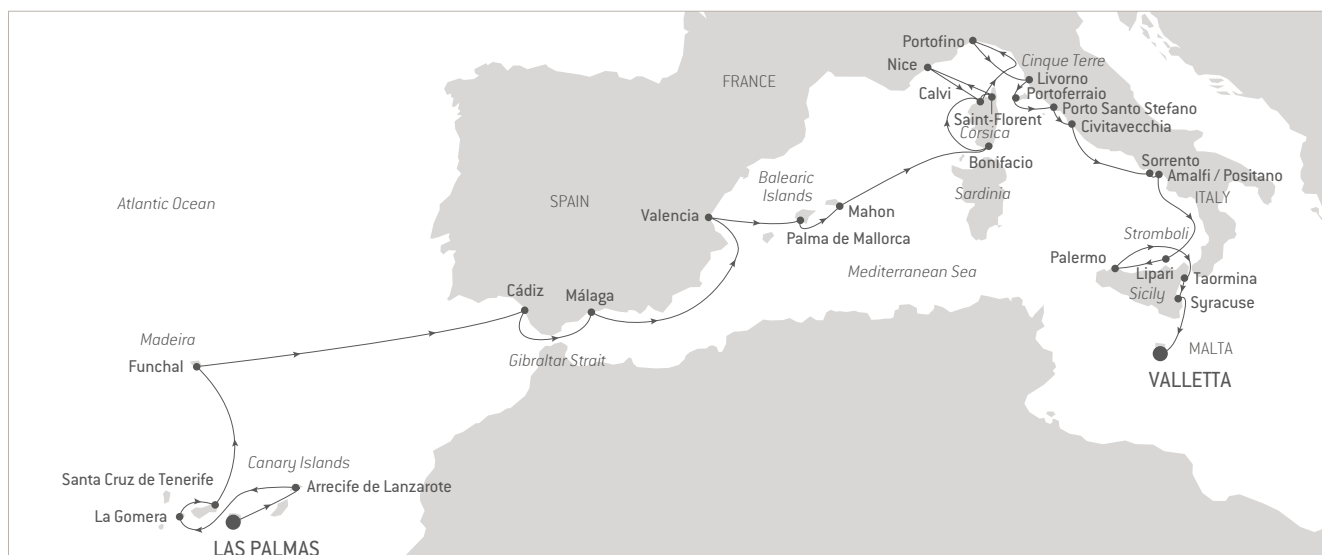 Portofino
Cinque Terre
Nice
FRANCE
Livorno
Calvi
Portoferraio
Porto Santo Stefano
Saint-Florent
Civitavecchia
Corsica
Bonifacio
Sorrento
Amalfi / Positano
Balearic
Islands
Sardinia
ITALY
SPAIN
Atlantic Ocean
Valencia
Mahon
Palma de Mallorca
Stromboli
Palermo
Mediterranean Sea
Lipari
Taormina
Sicily
Syracuse
Cádiz
Málaga
Madeira
Gibraltar Strait
MALTA
Funchal
VALLETTA
Canary Islands
Santa Cruz de Tenerife
Arrecife de Lanzarote
La Gomera
LAS PALMAS